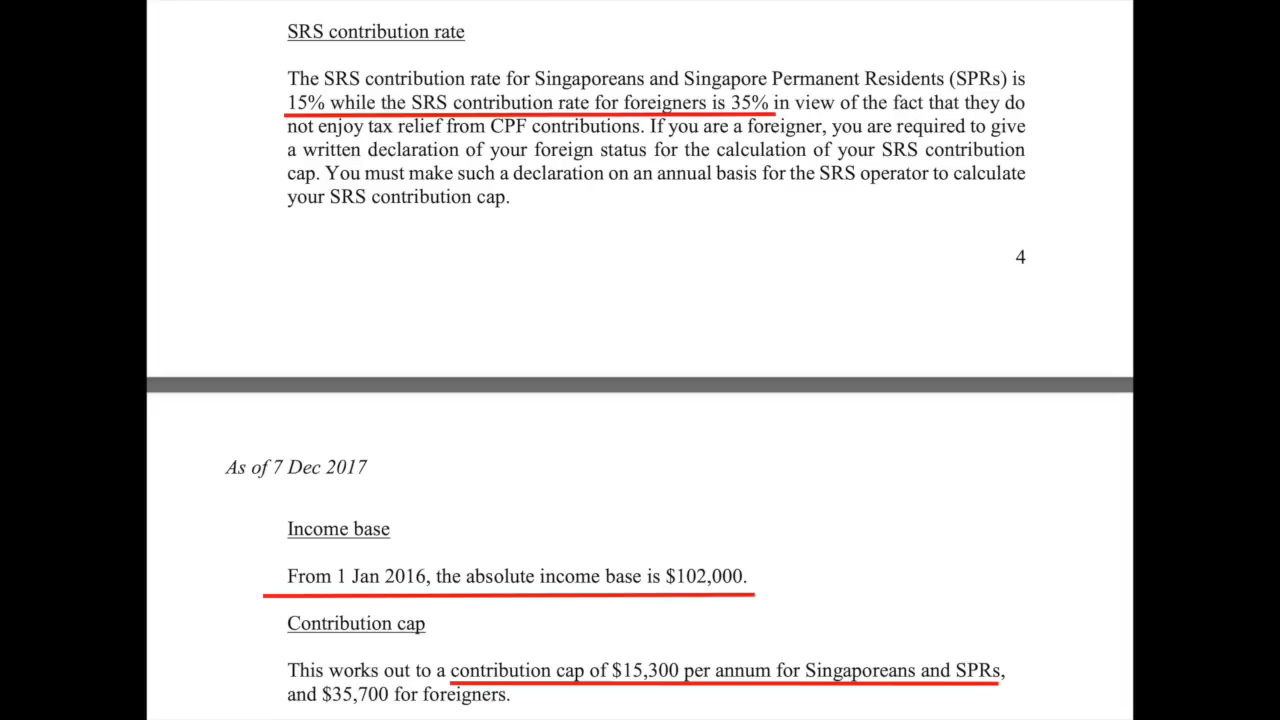 SRS contribution rate
The SRS contribution rate for Singaporeans and Singapore Permanent Residents (SPRs) is
15% while the SRS contribution rate for foreigners is 35% in view of the fact that they do
not enjoy tax relief from CPF contributions. If you are a foreigner, you are required to give
a written declaration of your foreign status for the calculation of your SRS contribution
cap. You must make such a declaration on an annual basis for the SRS operator to calculate
your SRS contribution cap.
4
As of 7 Dec 2017
Income base
From 1 Jan 2016, the absolute income base is $102,000.
Contribution cap
This works out to a contribution cap of $15,300 per annum for Singaporeans and SPRs,
and $35,700 for foreigners.